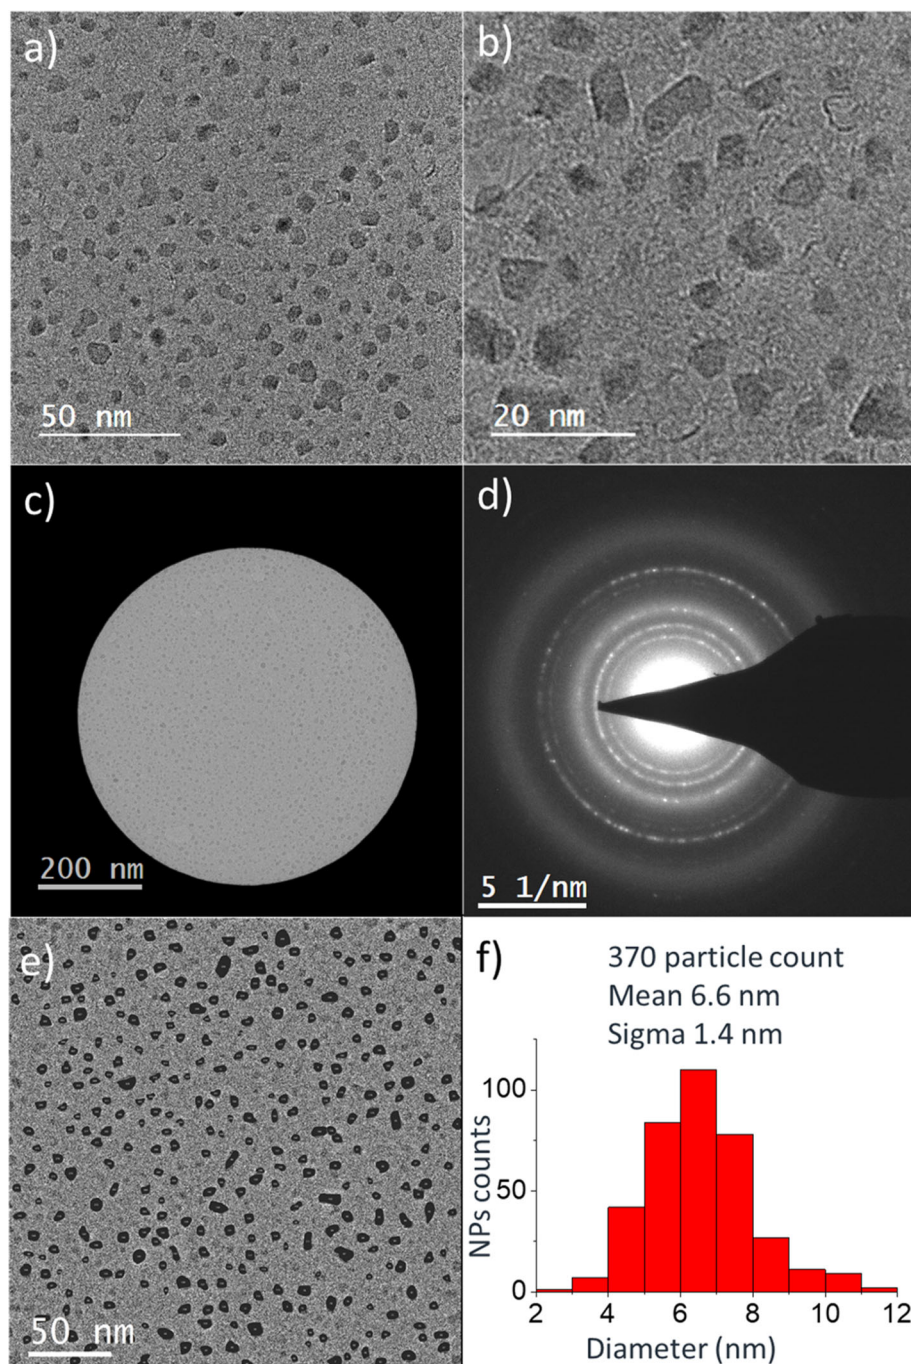 a)
50 nm
b)
20 nm
c)
200 nm
d)
5 1/nm
e)
50 nm
f)
370 particle count
Mean 6.6 nm
Sigma 1.4 nm
100
50
0
NPs counts
2 4 6 8 10 12
Diameter (nm)